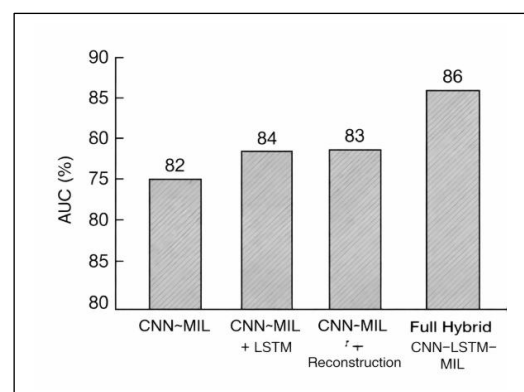 90
85
80
75
80
85
80
AUC (%)
82
84
83
86
CNN~MIL
CNN~MIL
+ LSTM
CNN-MIL
Reconstruction
Full Hybrid
CNN–LSTM–
MIL